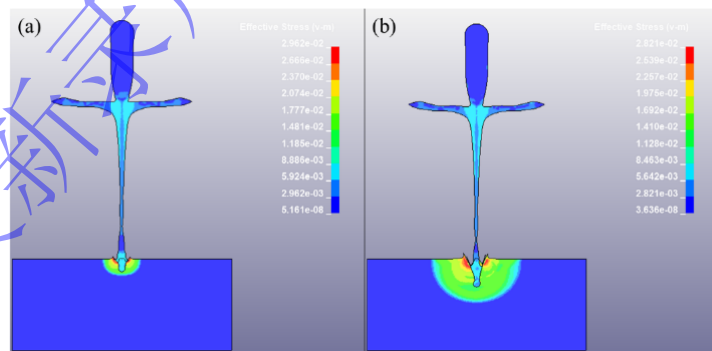 (a)
Effective Stress (v-m)
2.962e-02
2.665e-02
2.370e-02
2.074e-02
1.777e-02
1.481e-02
1.185e-02
8.886e-03
5.924e-03
2.962e-03
5.161e-08
(b)
Effective Stress (v-m)
2.821e-02
2.539e-02
2.257e-02
1.975e-02
1.692e-02
1.410e-02
1.128e-02
8.463e-03
5.642e-03
2.821e-03
3.636e-08